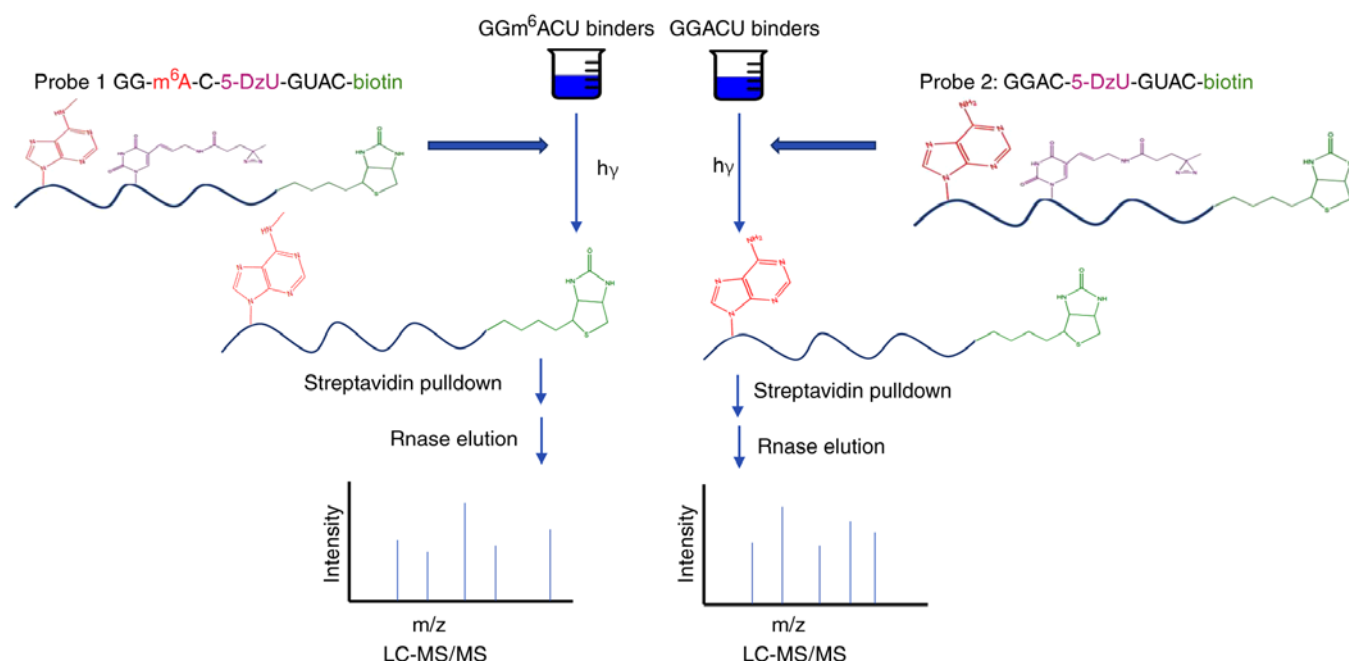 GGm⁶ACU binders
GGACU binders
Probe 1 GG-m⁶A-C-5-DzU-GUAC-biotin
Probe 2: GGAC-5-DzU-GUAC-biotin
hγ
hγ
Streptavidin pulldown
Streptavidin pulldown
Rnase elution
Rnase elution
Intensity
Intensity
m/z
m/z
LC-MS/MS
LC-MS/MS